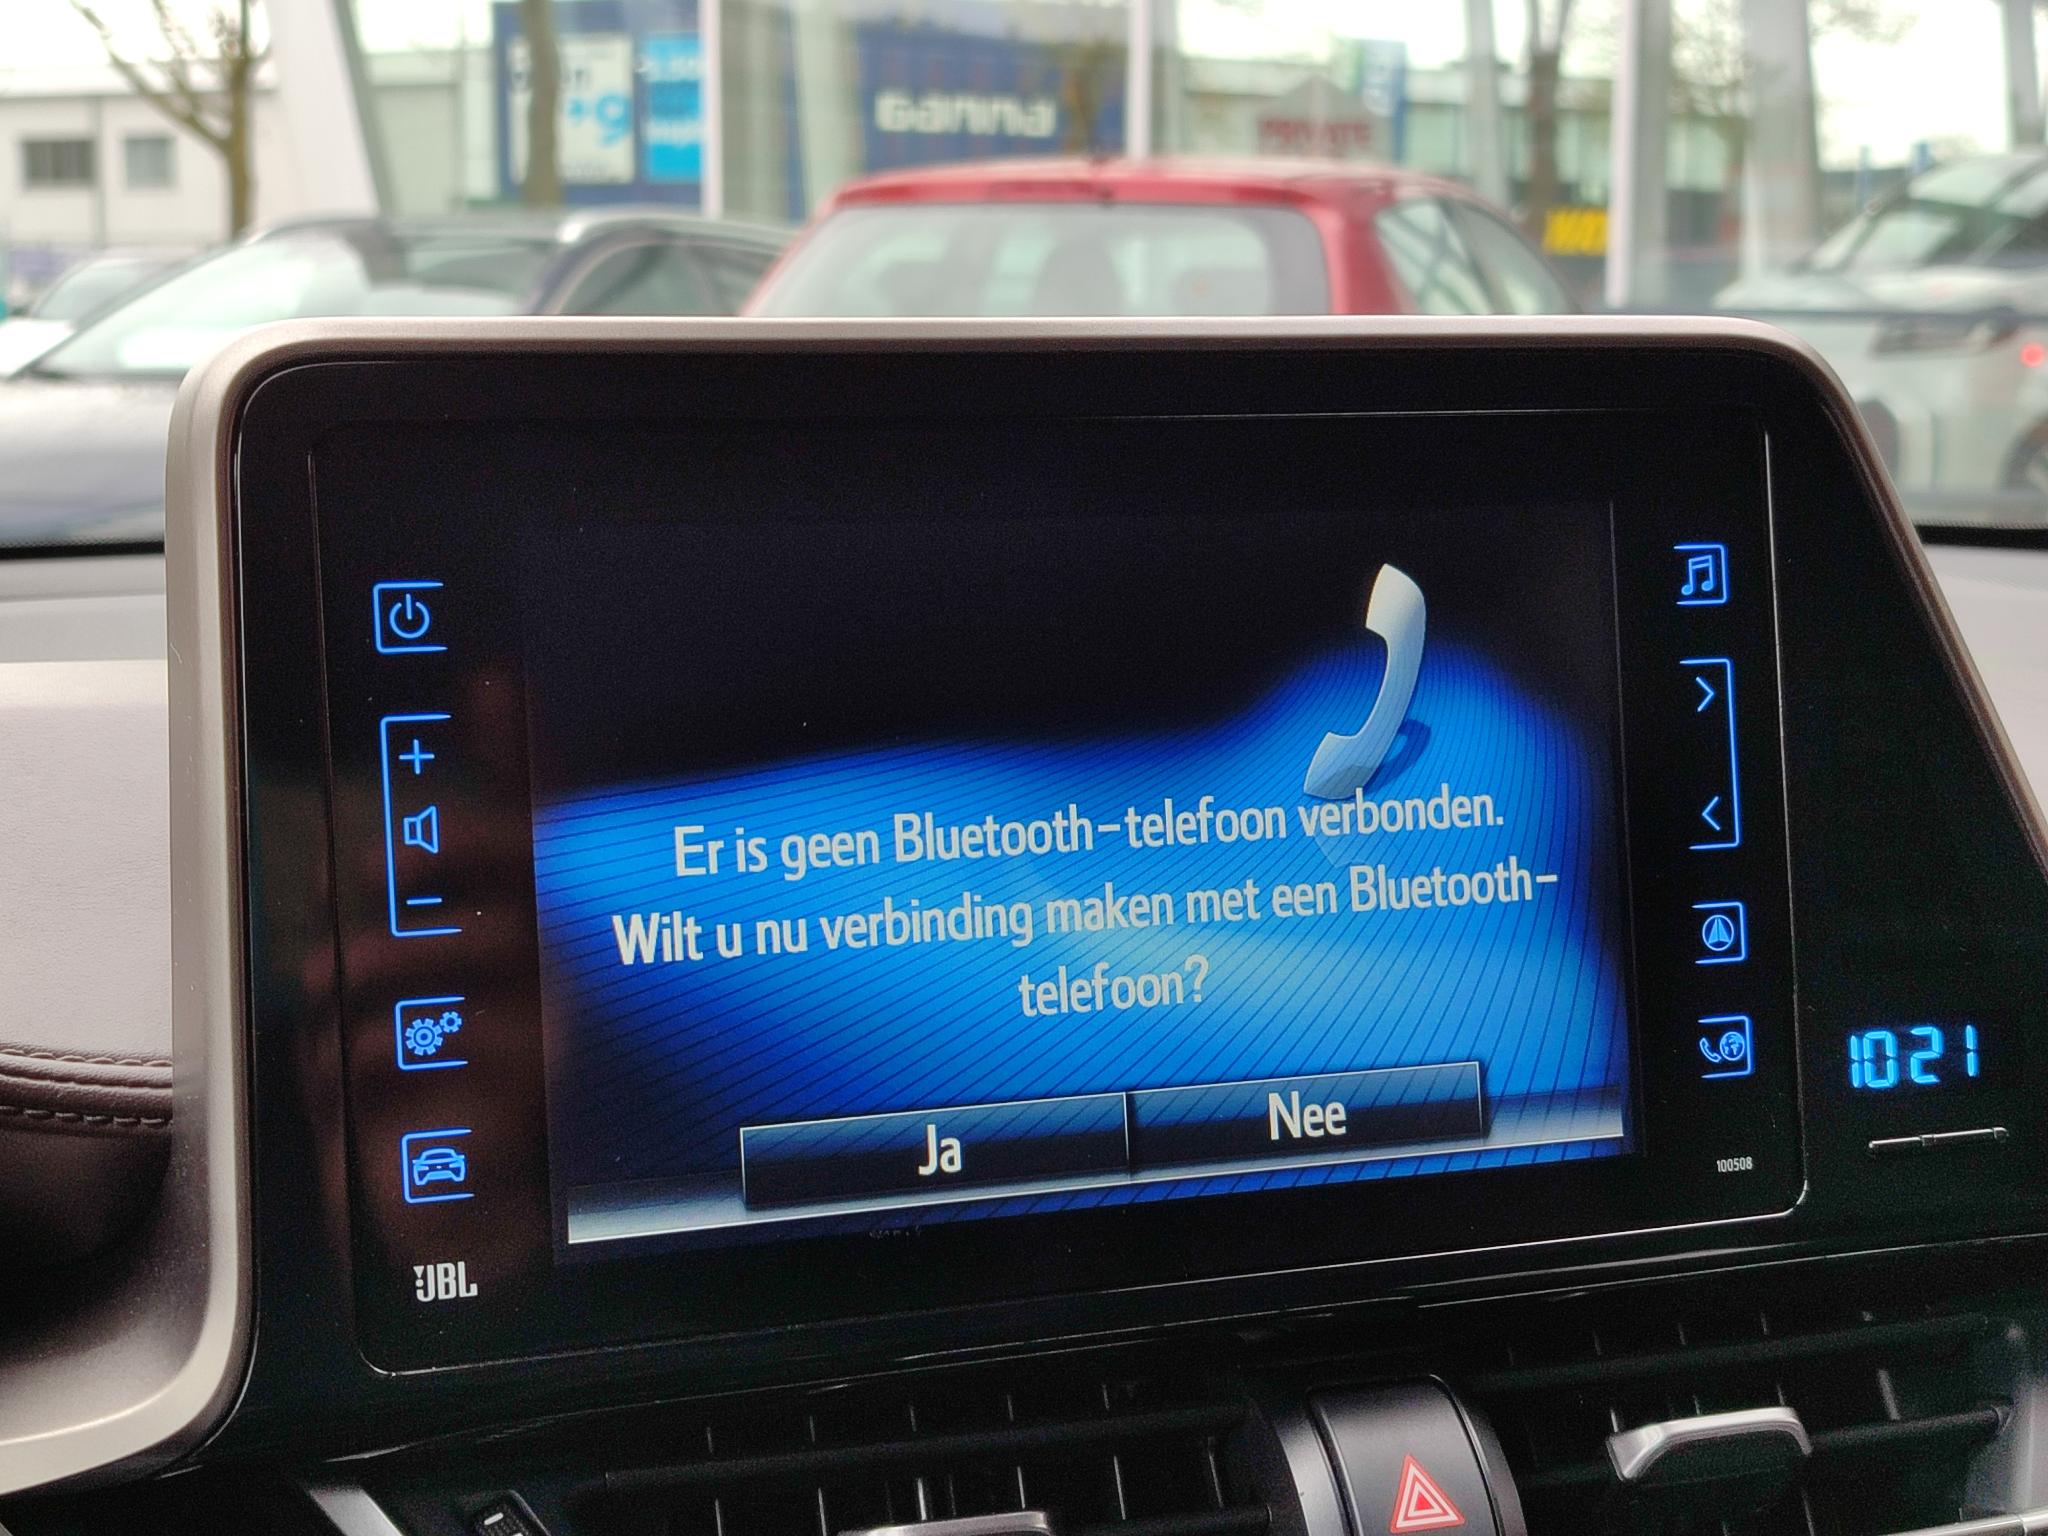 GAMMA
PRIVATE
Er is geen Bluetooth-telefoon verbonden.
Wilt u nu verbinding maken met een Bluetooth-
telefoon?
Ja
Nee
JBL
100508
10 21